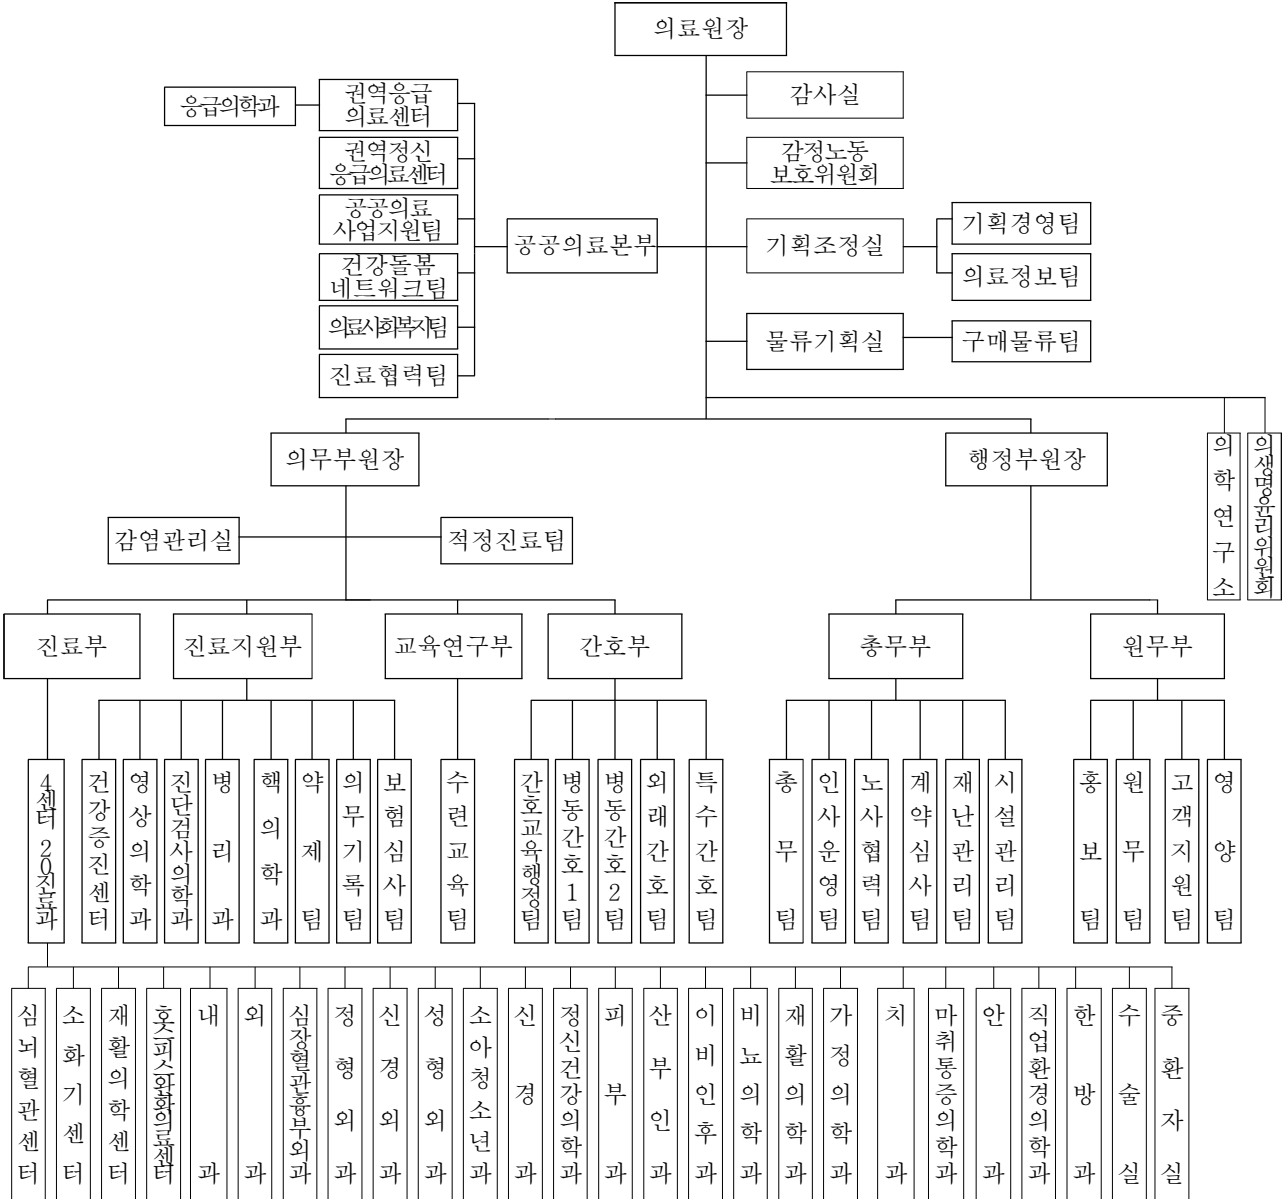 의료원장
감사실
응급의학과
권역응급
의료센터
권역정신
응급의료센터
감정노동
보호위원회
공공의료
사업지원팀
공공의료본부
기획조정실
기획경영팀
의료정보팀
건강돌봄
네트워크팀
의료사회복지팀
물류기획실
구매물류팀
진료협력팀
의무부원장
행정부원장
의학연구소
의생명윤리위원회
감염관리실
적정진료팀
진료부
진료지원부
교육연구부
간호부
총무부
원무부
4센터 20진료과
건강증진센터
영상의학과
진단검사의학과
병리과
핵의학과
약제팀
의무기록팀
보험심사팀
수련교육팀
간호교육행정팀
병동간호1팀
병동간호2팀
외래간호팀
특수간호팀
총무팀
인사운영팀
노사협력팀
계약심사팀
재난관리팀
시설관리팀
홍보팀
원무팀
고객지원팀
영양팀
심뇌혈관센터
소화기센터
재활의학센터
호스피스완화의료센터
내과
외과
심장혈관흉부외과
정형외과
신경외과
성형외과
소아청소년과
신경과
정신건강의학과
피부과
산부인과
이비인후과
비뇨의학과
재활의학과
가정의학과
치과
마취통증의학과
안과
직업환경의학과
한방과
수술실
중환자실